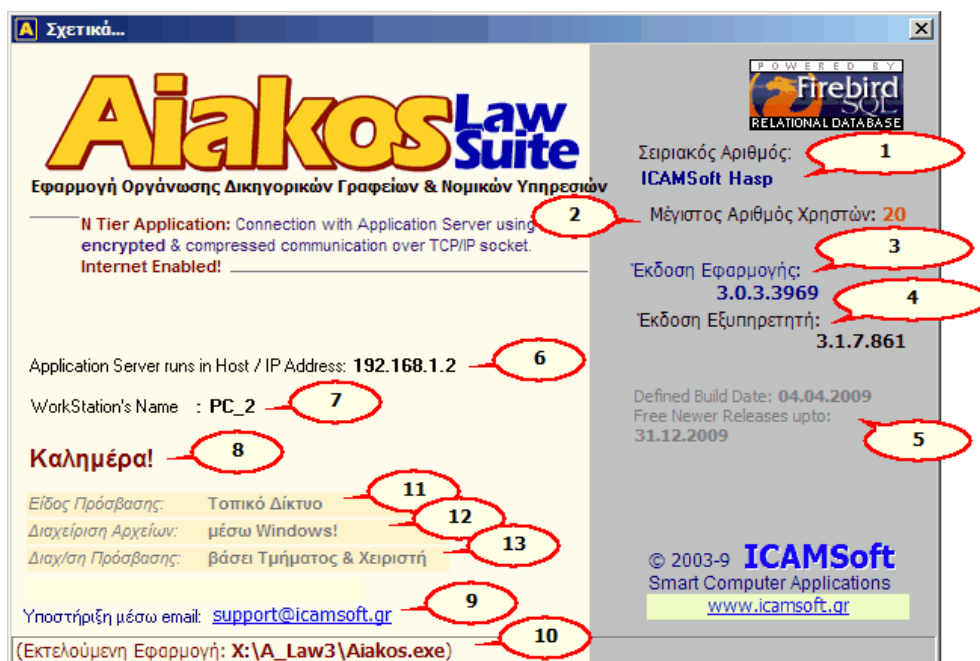 A Σχετικά...
Aiakos Law Suite
Εφαρμογή Οργάνωσης Δικηγορικών Γραφείων & Νομικών Υπηρεσιών
N Tier Application: Connection with Application Server using
encrypted & compressed communication over TCP/IP socket.
Internet Enabled!
POWERED BY
Firebird
SQL
RELATIONAL DATABASE
Σειριακός Αριθμός:
1
ICAMSoft Hasp
2
Μέγιστος Αριθμός Χρηστών: 20
3
Έκδοση Εφαρμογής:
3.0.3.3969
4
Έκδοση Εξυπηρετητή:
3.1.7.861
Application Server runs in Host / IP Address: 192.168.1.2
6
WorkStation's Name : PC_2
7
Defined Build Date: 04.04.2009
Free Newer Releases upto:
31.12.2009
5
Καλημέρα!
8
Είδος Πρόσβασης: Τοπικό Δίκτυο
11
Διαχείριση Αρχείων: μέσω Windows!
12
Διαχ/ση Πρόσβασης: βάσει Τμήματος & Χειριστή
13
© 2003-9 ICAMSoft
Smart Computer Applications
www.icamsoft.gr
Υποστήριξη μέσω email: support@icamsoft.gr
9
(Εκτελούμενη Εφαρμογή: X:\A_Law3\Aiakos.exe)
10